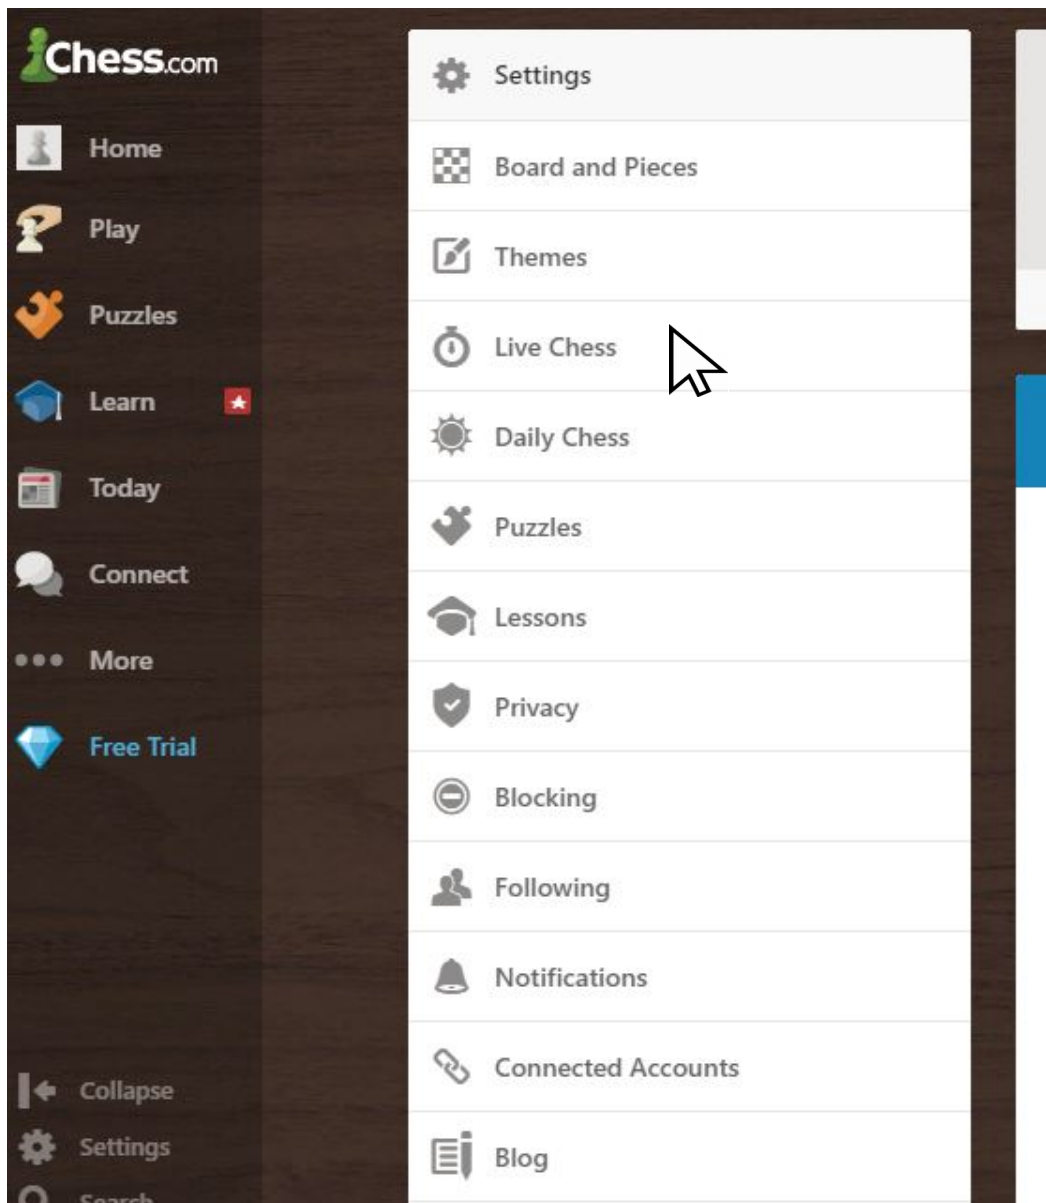 Chess.com
Home
Play
Puzzles
Learn
Today
Connect
More
Free Trial
Collapse
Settings
Search
Settings
Board and Pieces
Themes
Live Chess
Daily Chess
Puzzles
Lessons
Privacy
Blocking
Following
Notifications
Connected Accounts
Blog